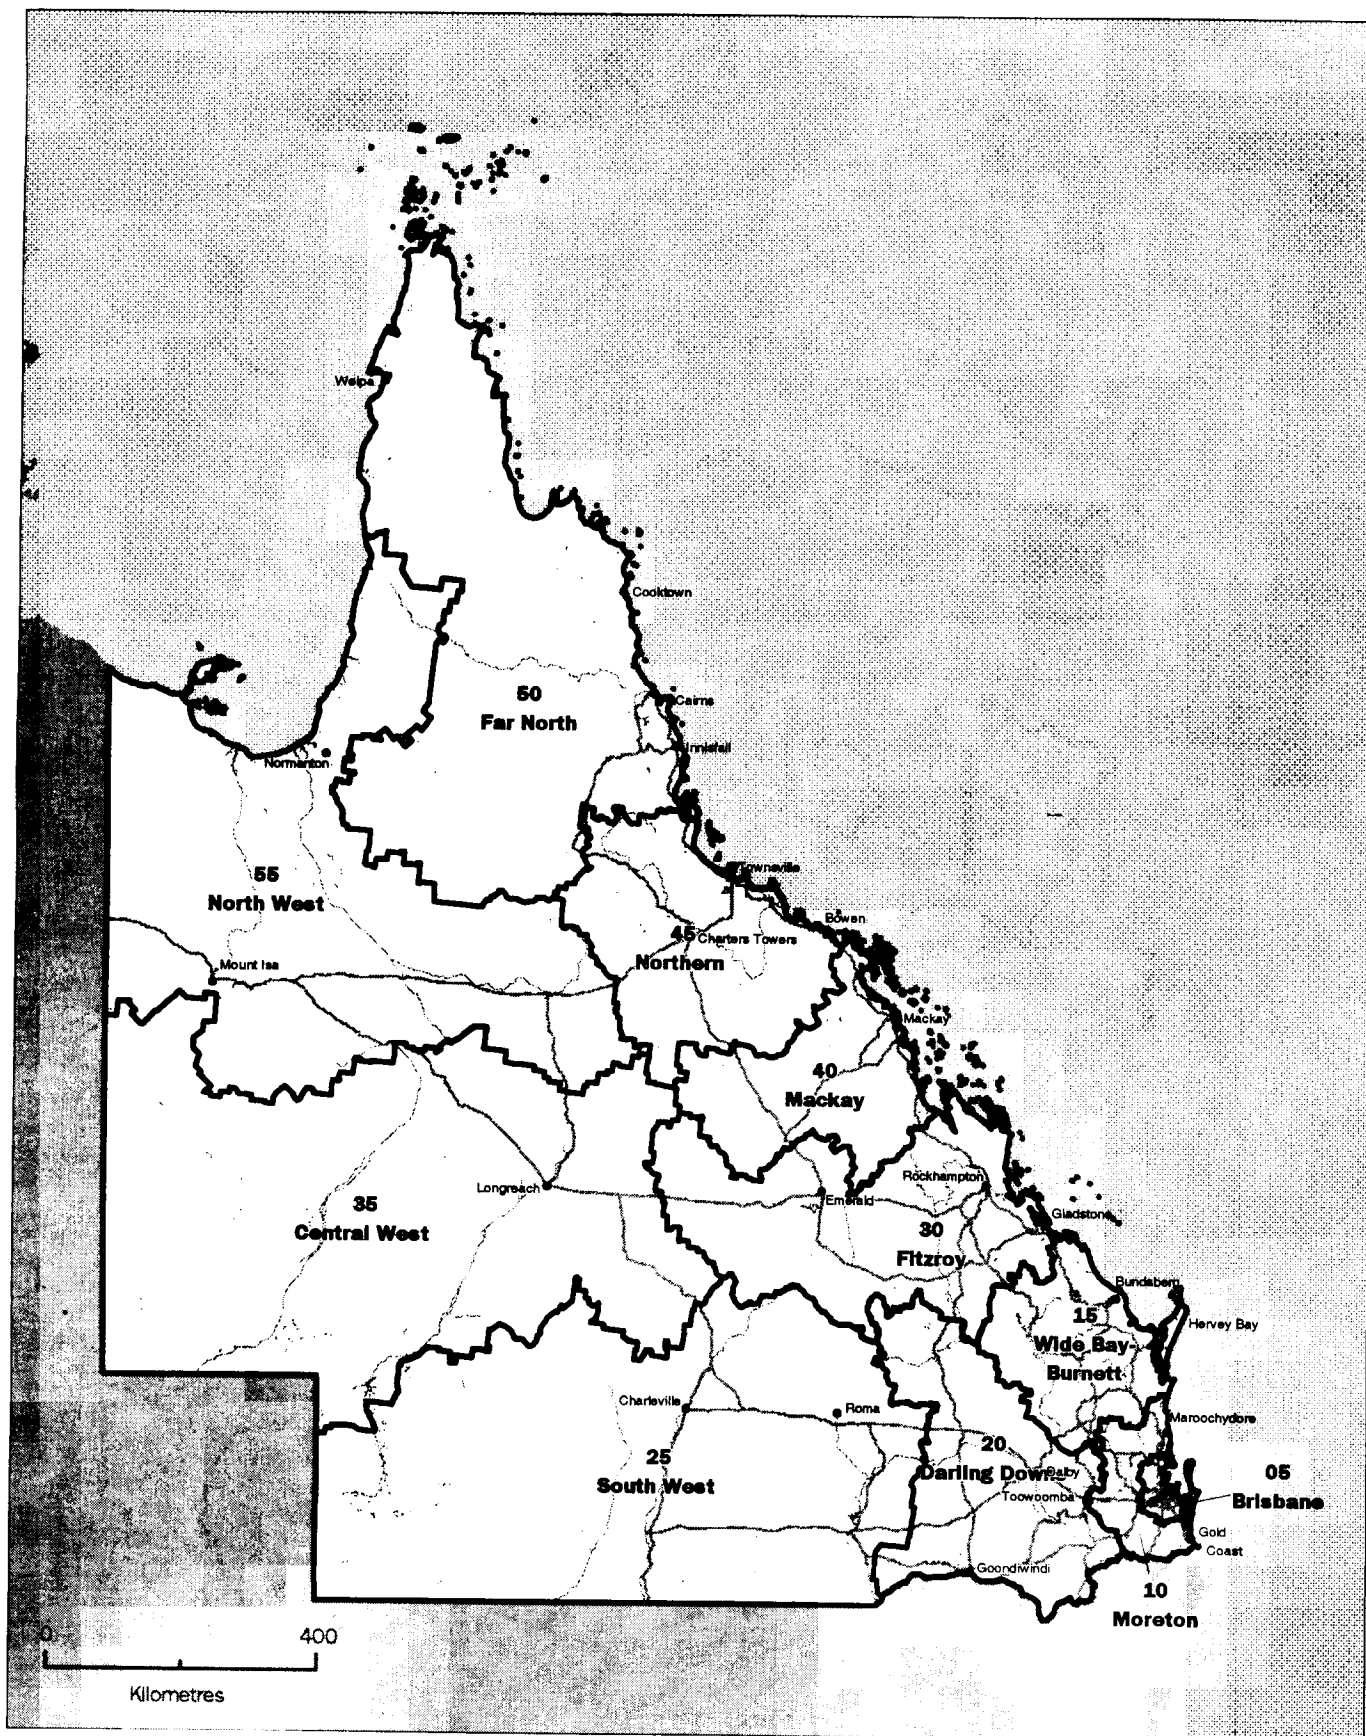 Weipa
Cooktown
50
Far North
Cairns
Innisfail
Normanton
55
North West
Townsville
Bowen
45
Charters Towers
Northern
Mount Isa
Mackay
40
Mackay
Longreach
Rockhampton
Emerald
35
Central West
Gladstone
30
Fitzroy
Bundaberg
15
Hervey Bay
Wide Bay-
Burnett
Charleville
Roma
Maroochydore
25
South West
20
Darling Downs
Dalby
Toowoomba
05
Brisbane
Gold
Coast
Goondiwindi
10
Moreton
0
400
Kilometres